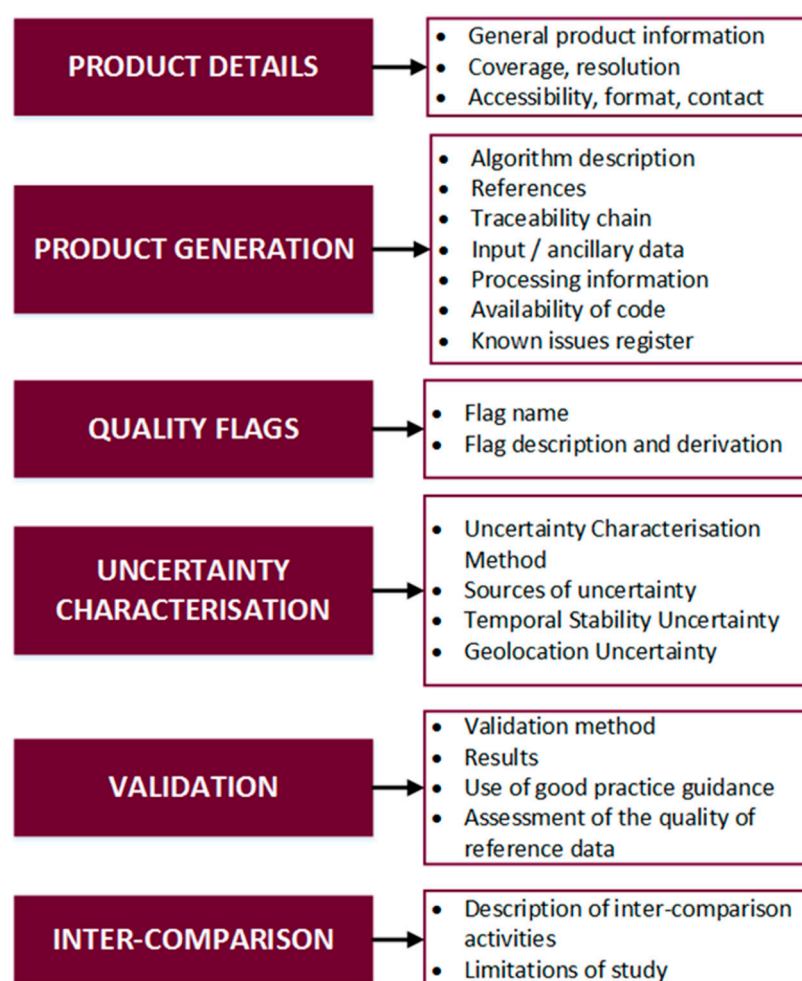 PRODUCT DETAILS
• General product information
• Coverage, resolution
• Accessibility, format, contact
PRODUCT GENERATION
• Algorithm description
• References
• Traceability chain
• Input / ancillary data
• Processing information
• Availability of code
• Known issues register
QUALITY FLAGS
• Flag name
• Flag description and derivation
UNCERTAINTY
CHARACTERISATION
• Uncertainty Characterisation
Method
• Sources of uncertainty
• Temporal Stability Uncertainty
• Geolocation Uncertainty
VALIDATION
• Validation method
• Results
• Use of good practice guidance
• Assessment of the quality of
reference data
INTER-COMPARISON
• Description of inter-comparison
activities
• Limitations of study